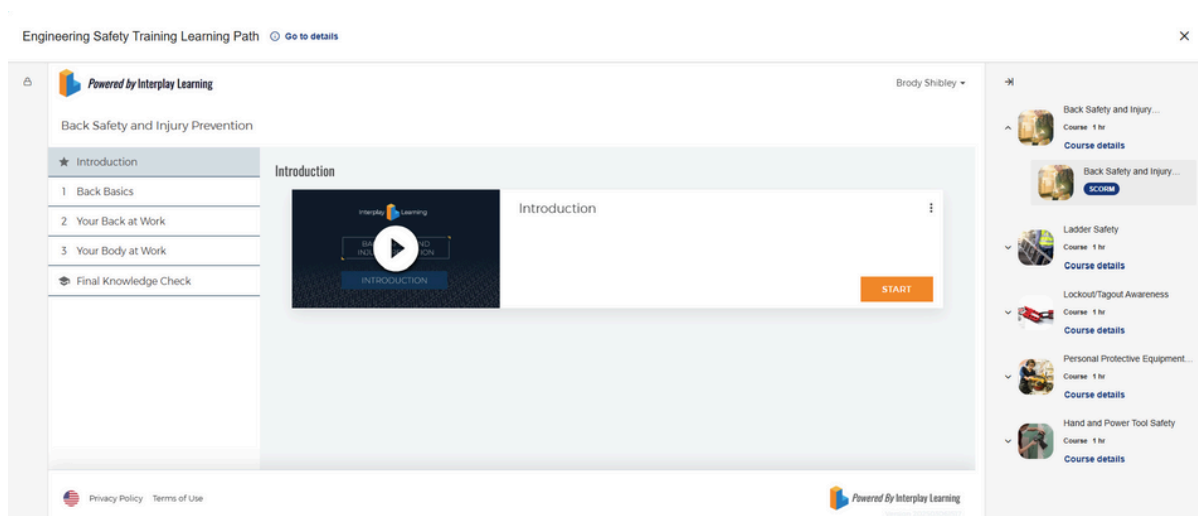 Engineering Safety Training Learning Path Go to details
Powered by Interplay Learning
Brody Shibley
Back Safety and Injury Prevention
Introduction
1 Back Basics
2 Your Back at Work
3 Your Body at Work
Final Knowledge Check
Introduction
Interplay Learning
INTRODUCTION
Introduction
START
Privacy Policy Terms of Use
Powered By Interplay Learning
Back Safety and Injury...
Course 1 hr
Course details
Back Safety and Injury...
SCORM
Ladder Safety
Course 1 hr
Course details
Lockout/Tagout Awareness
Course 1 hr
Course details
Personal Protective Equipment...
Course 1 hr
Course details
Hand and Power Tool Safety
Course 1 hr
Course details